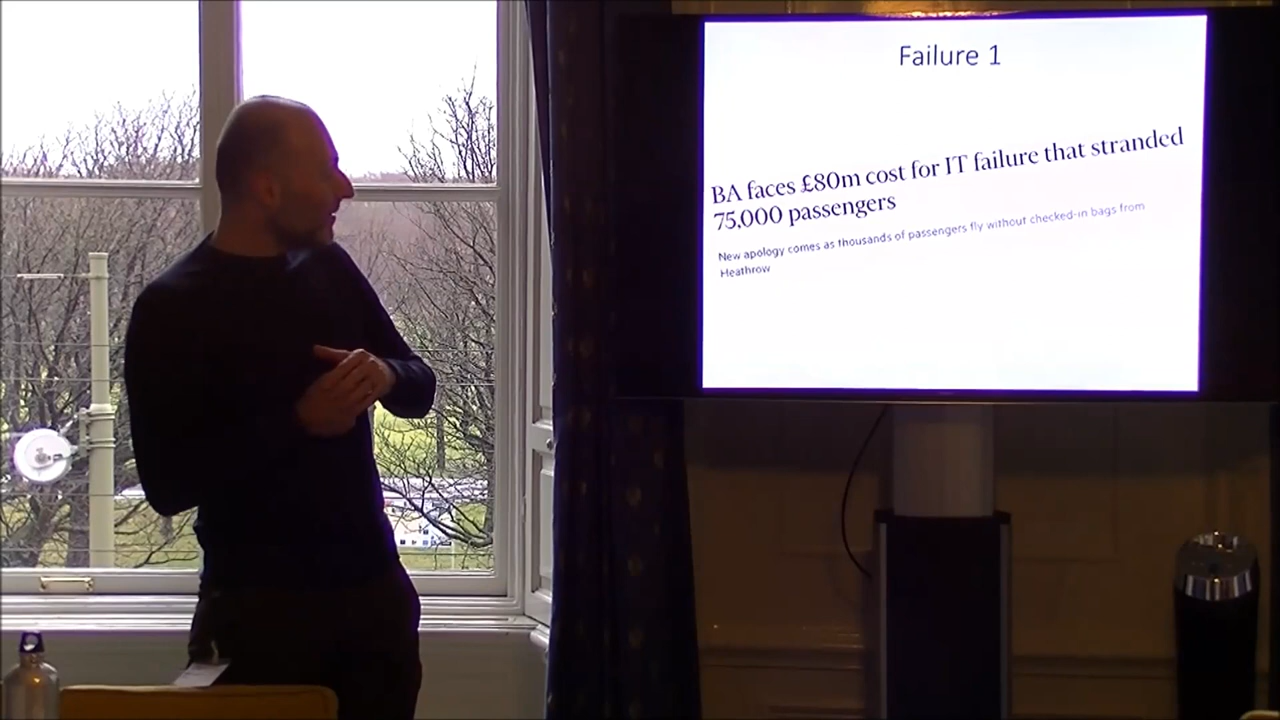 Failure 1
BA faces £80m cost for IT failure that stranded
75,000 passengers
New apology comes as thousands of passengers fly without checked-in bags from
Heathrow